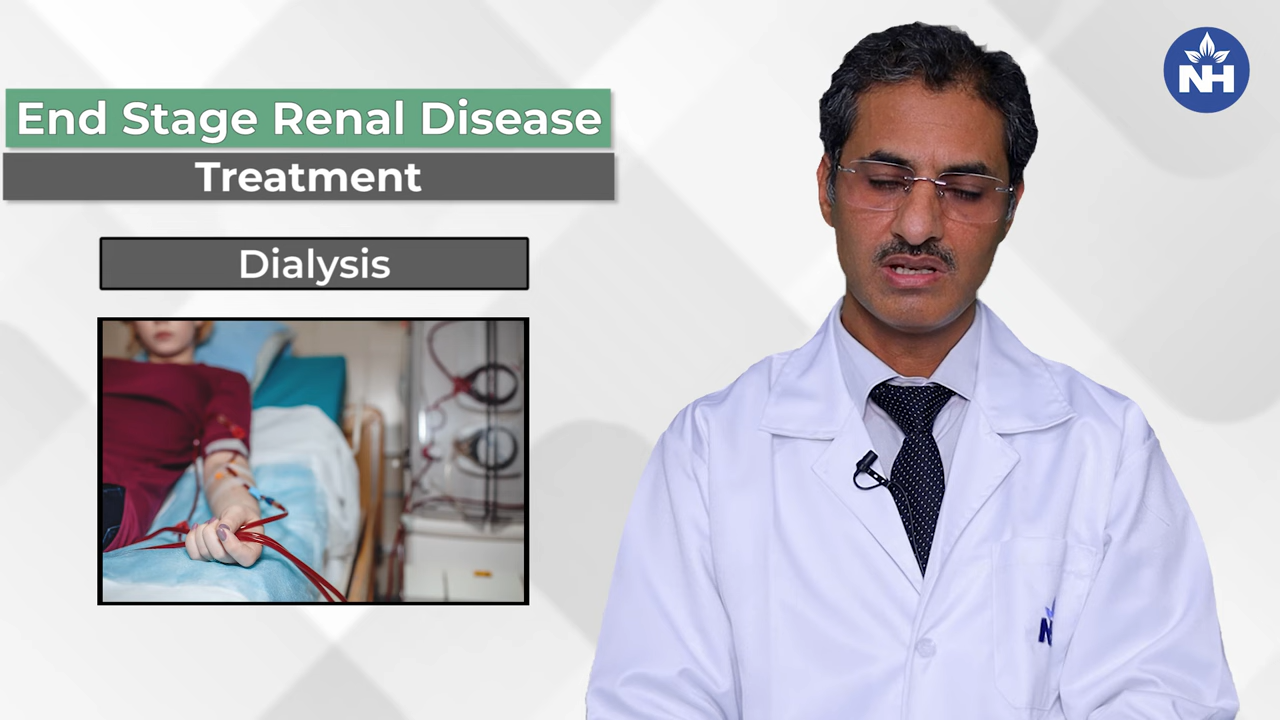 End Stage Renal Disease
Treatment
Dialysis
NH